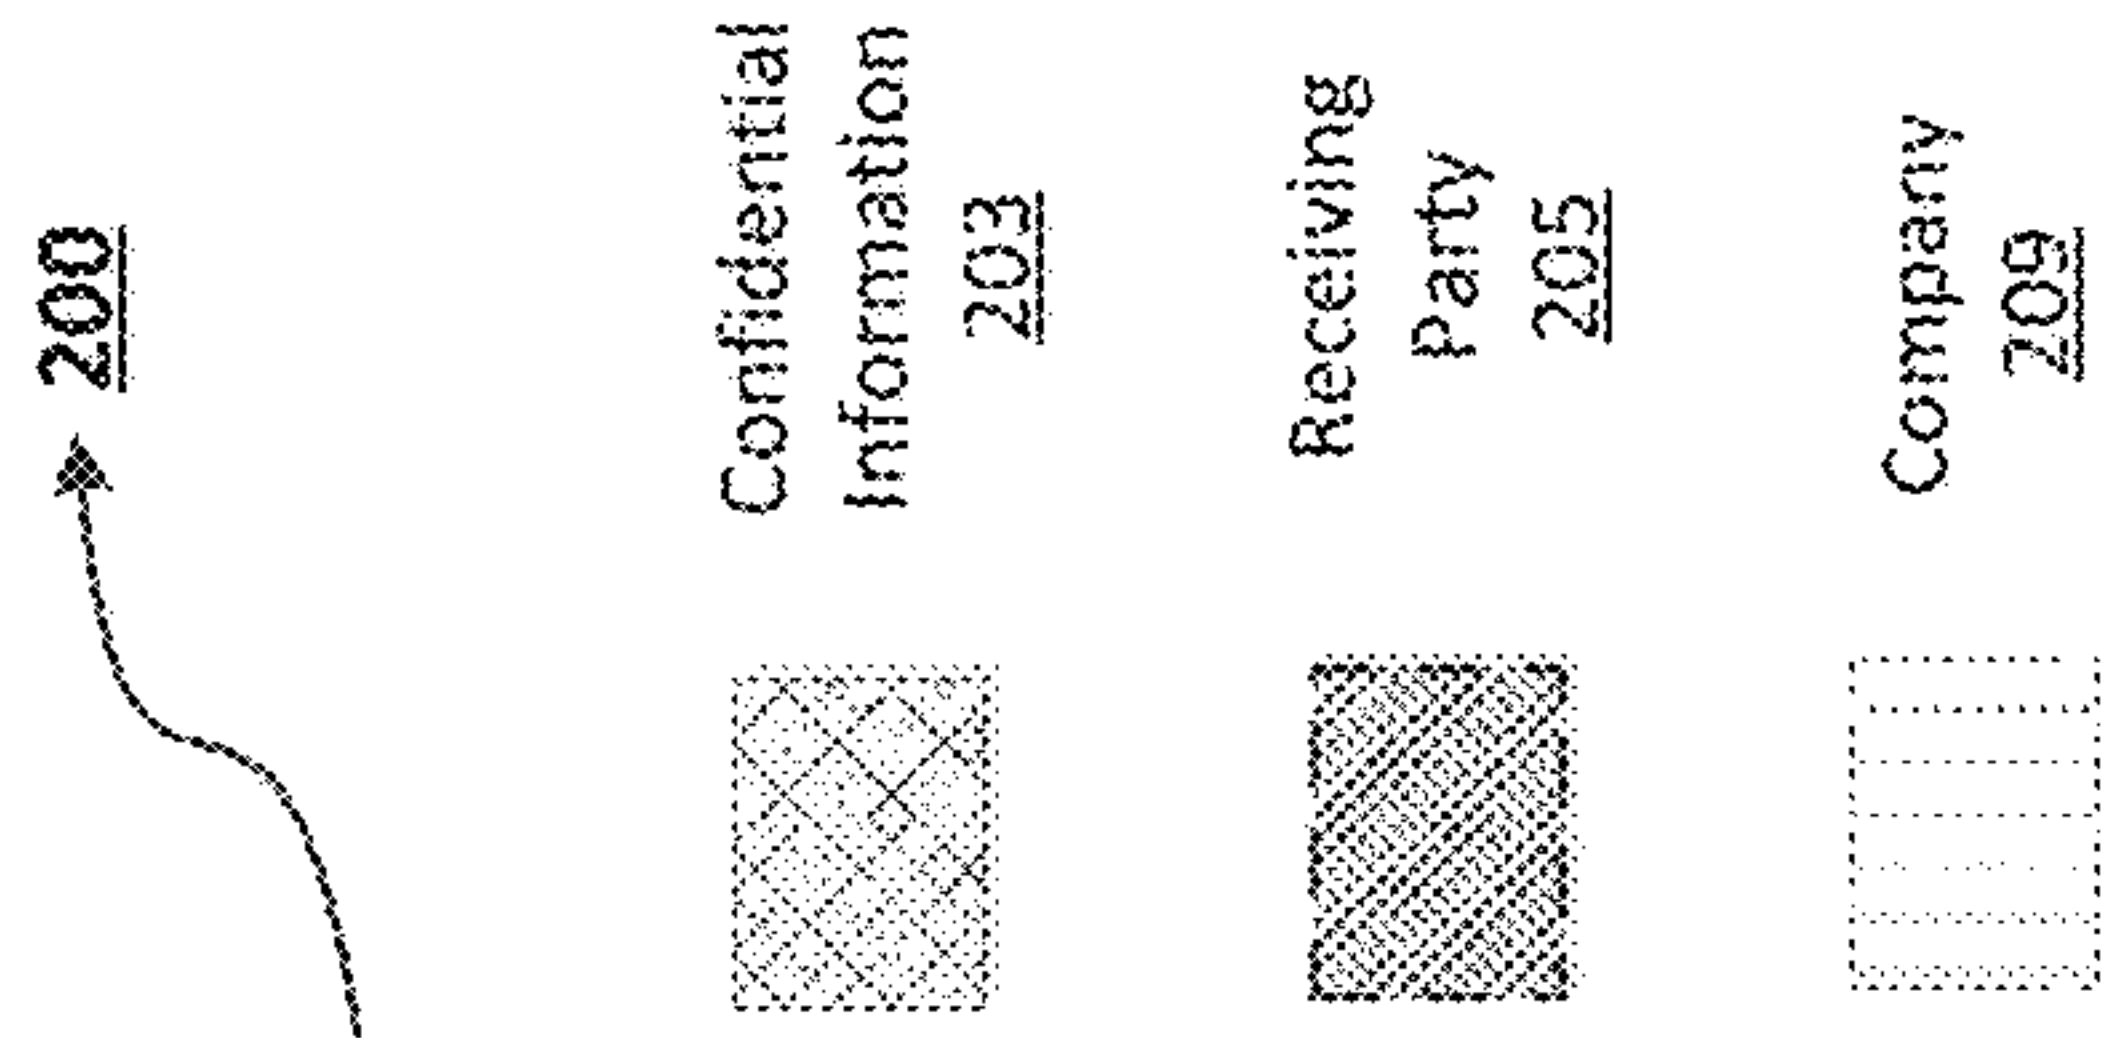 200
Confidential
Information
203
Receiving
Party
205
Company
209